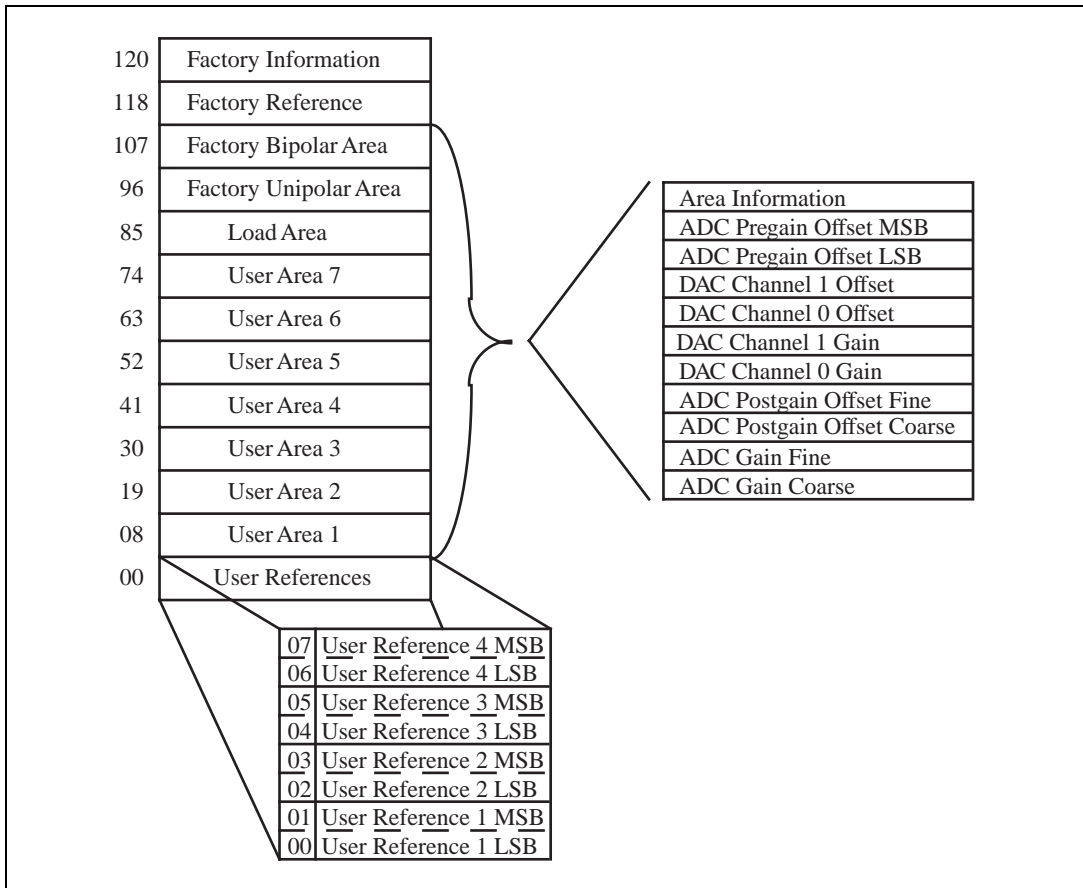 120 Factory Information
118 Factory Reference
107 Factory Bipolar Area
96 Factory Unipolar Area
85 Load Area
74 User Area 7
63 User Area 6
52 User Area 5
41 User Area 4
30 User Area 3
19 User Area 2
08 User Area 1
00 User References
Area Information
ADC Pregain Offset MSB
ADC Pregain Offset LSB
DAC Channel 1 Offset
DAC Channel 0 Offset
DAC Channel 1 Gain
DAC Channel 0 Gain
ADC Postgain Offset Fine
ADC Postgain Offset Coarse
ADC Gain Fine
ADC Gain Coarse
07 User Reference 4 MSB
06 User Reference 4 LSB
05 User Reference 3 MSB
04 User Reference 3 LSB
03 User Reference 2 MSB
02 User Reference 2 LSB
01 User Reference 1 MSB
00 User Reference 1 LSB